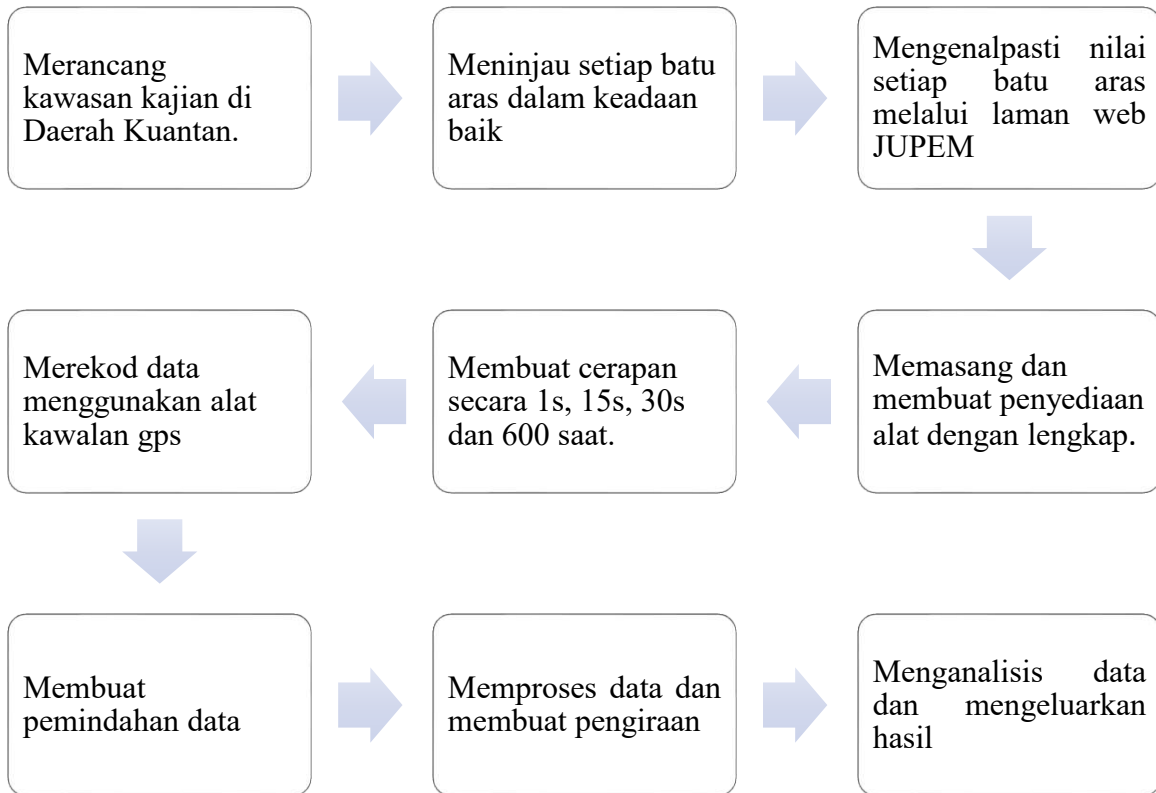 Merancang
kawasan kajian di
Daerah Kuantan.
Meninjau setiap batu
aras dalam keadaan
baik
Mengenalpasti nilai
setiap batu aras
melalui laman web
JUPEM
Memasang dan
membuat penyediaan
alat dengan lengkap.
Membuat cerapan
secara 1s, 15s, 30s
dan 600 saat.
Merekod data
menggunakan alat
kawalan gps
Membuat
pemindahan data
Memproses data dan
membuat pengiraan
Menganalisis data
dan mengeluarkan
hasil